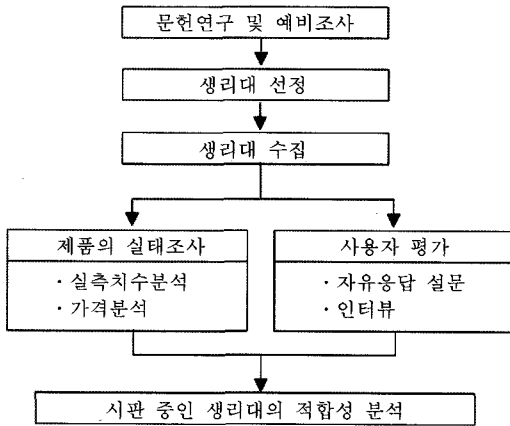 문헌연구 및 예비조사
생리대 선정
생리대 수집
제품의 실태조사
· 실측치수분석
· 가격분석
사용자 평가
· 자유응답 설문
· 인터뷰
시판 중인 생리대의 적합성 분석